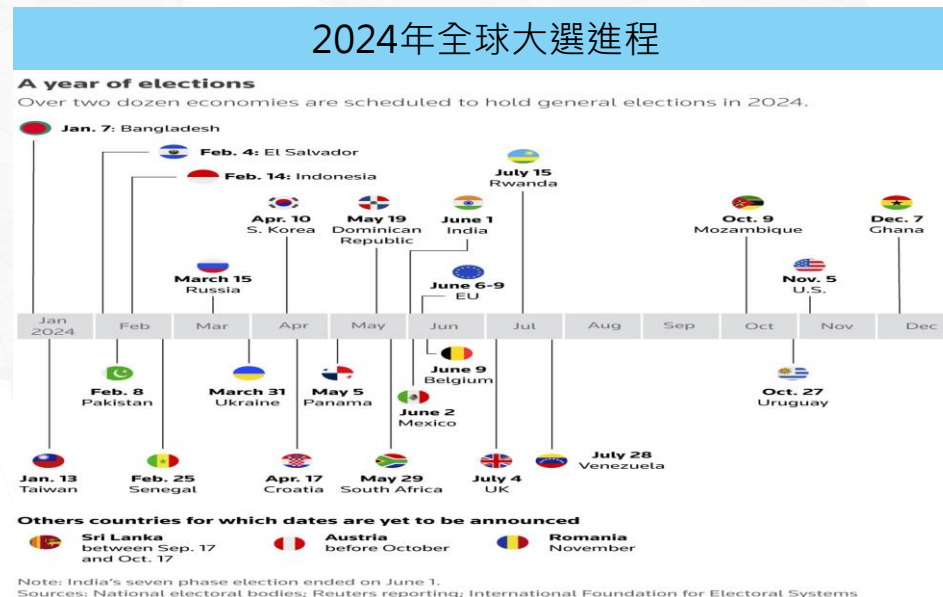 2024年全球大選進程
A year of elections
Over two dozen economies are scheduled to hold general elections in 2024.
Jan. 7: Bangladesh
Feb. 4: El Salvador
Feb. 14: Indonesia
July 15
Rwanda
Apr. 10
S. Korea
May 19
Dominican
Republic
June 1
India
Oct. 9
Mozambique
Dec. 7
Ghana
March 15
Russia
June 6-9
EU
Nov. 5
U.S.
Jan
2024
Feb
Mar
Apr
May
Jun
Jul
Aug
Sep
Oct
Nov
Dec
Feb. 8
Pakistan
March 31
Ukraine
May 5
Panama
June 9
Belgium
June 2
Mexico
Oct. 27
Uruguay
Jan. 13
Taiwan
Feb. 25
Senegal
Apr. 17
Croatia
May 29
South Africa
July 4
UK
July 28
Venezuela
Others countries for which dates are yet to be announced
Sri Lanka
between Sep. 17
and Oct. 17
Austria
before October
Romania
November
Note: India's seven phase election ended on June 1.
Sources: National electoral bodies; Reuters reporting; International Foundation for Electoral Systems